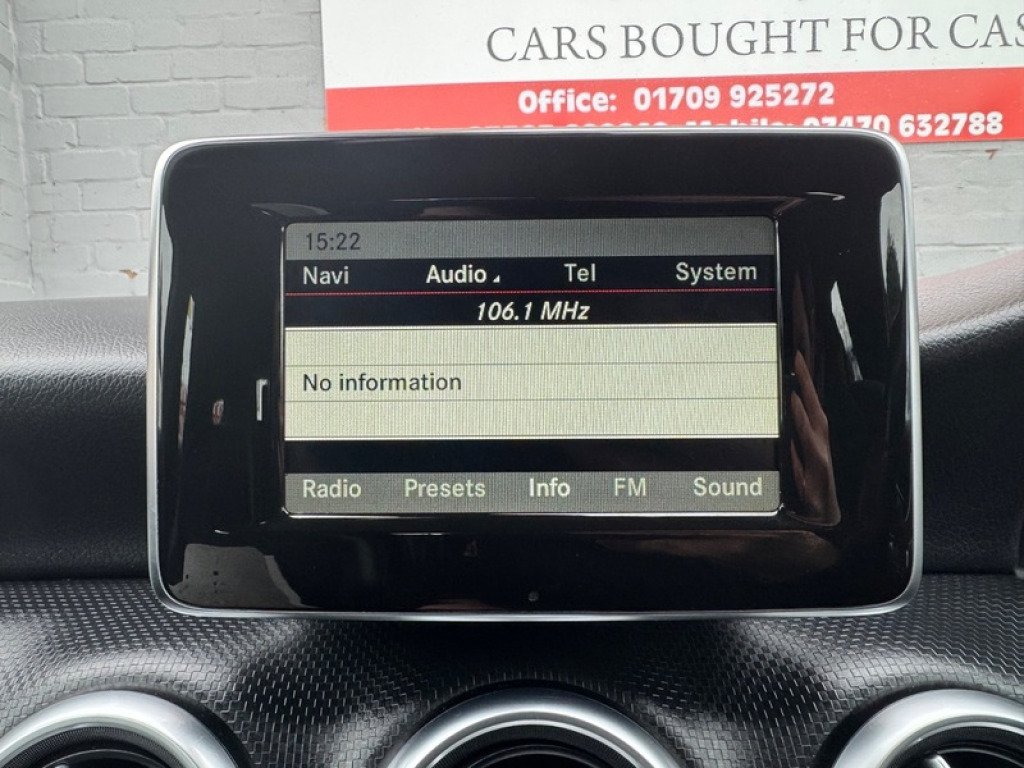 CARS BOUGHT FOR
Office: 01709 925272
Mobile: 07470 632788
15:22
Navi Audio Tel System
106.1 MHz
No information
Radio Presets Info FM Sound